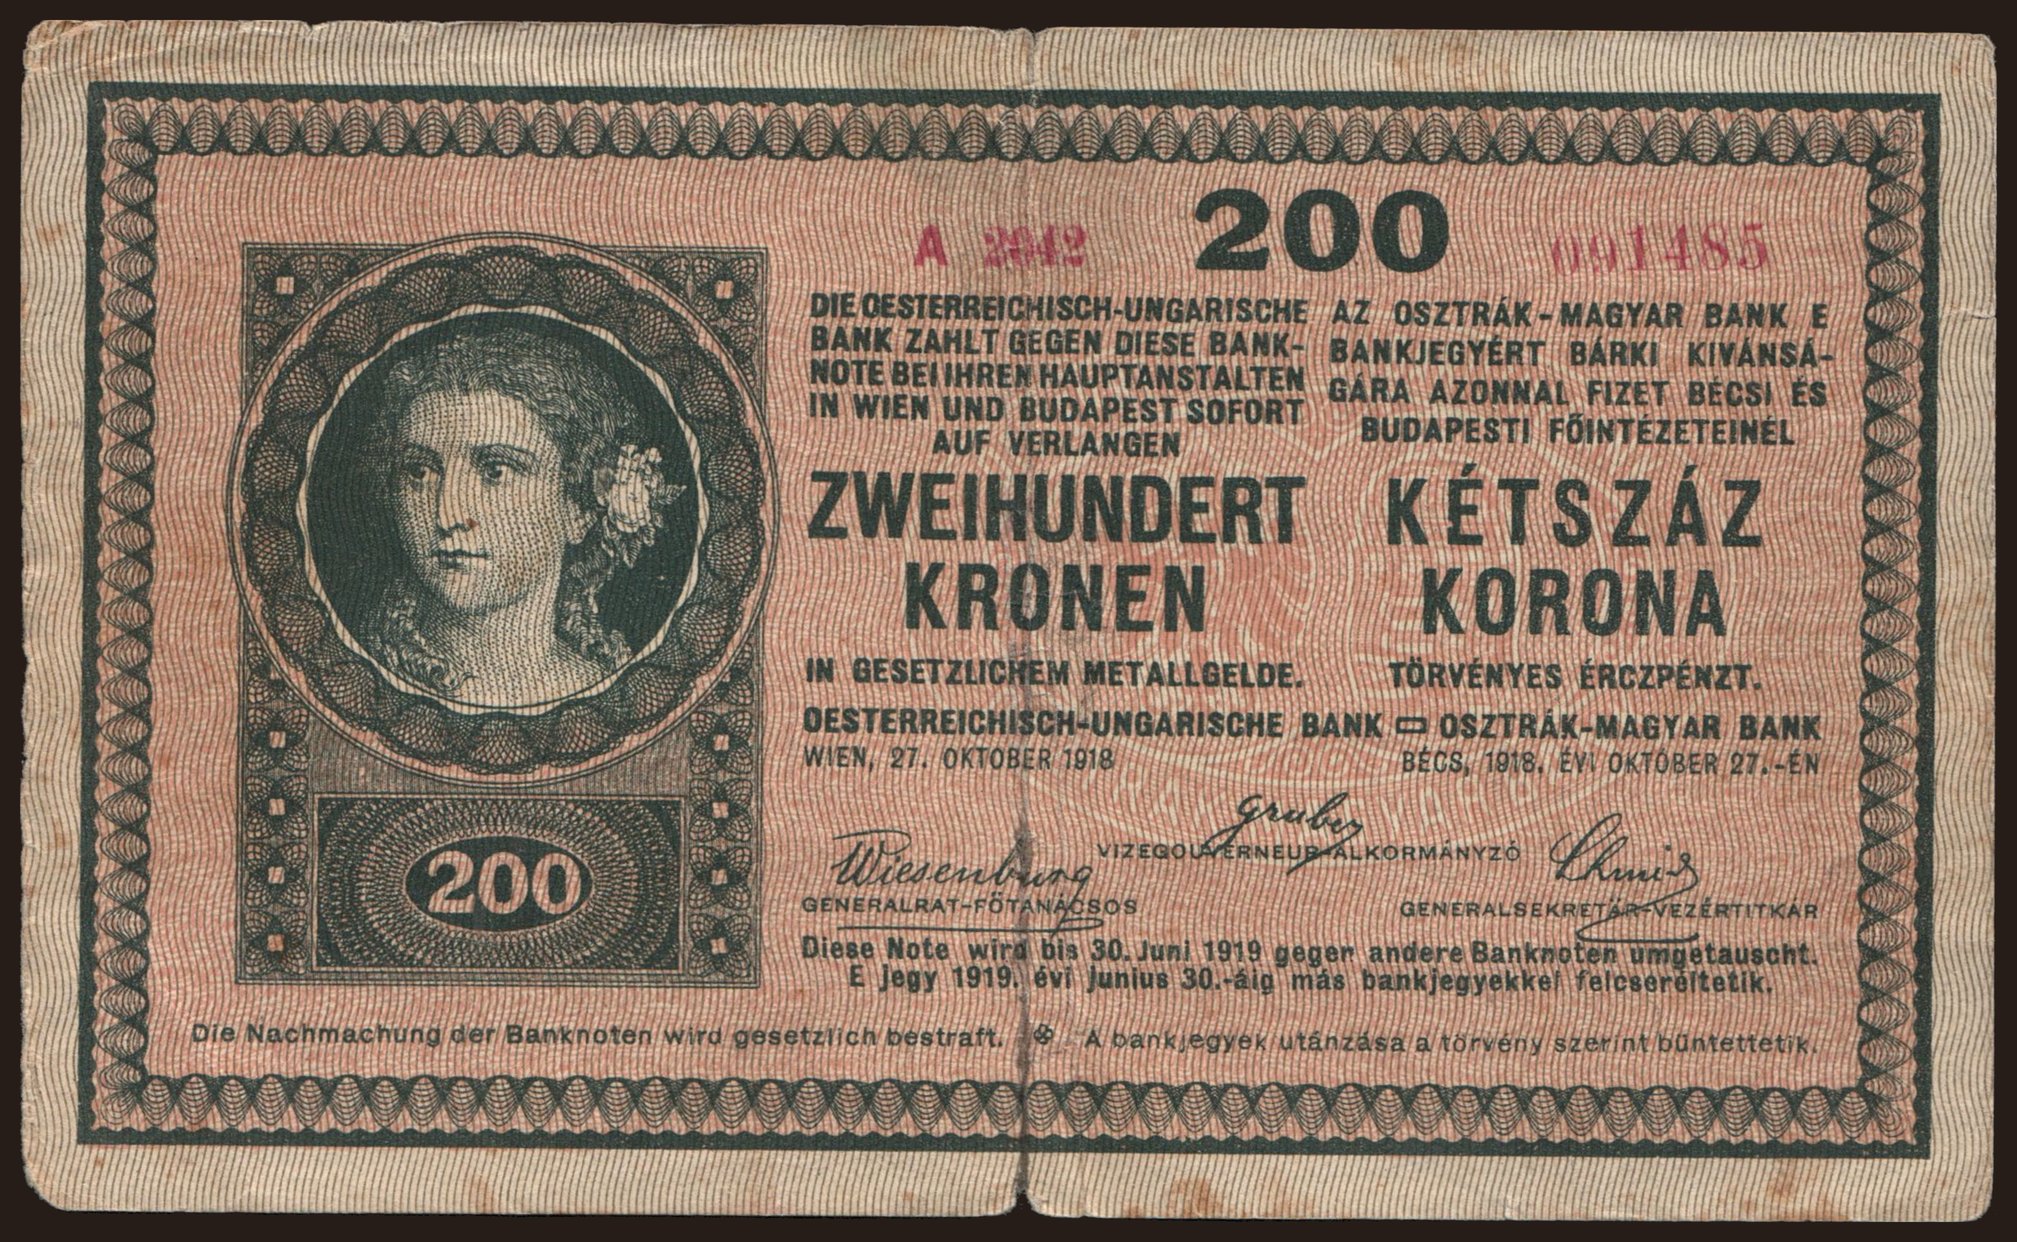 A 2042 200 091485
DIE OESTERREICHISCH-UNGARISCHE
BANK ZAHLT GEGEN DIESE BANK-
NOTE BEI IHREN HAUPTANSTALTEN
IN WIEN UND BUDAPEST SOFORT
AUF VERLANGEN
ZWEIHUNDERT
KRONEN
IN GESETZLICHEM METALLGELDE.
AZ OSZTRÁK-MAGYAR BANK E
BANKJEGYÉRT BÁRKI KIVÁNSÁ-
GÁRA AZONNAL FIZET BÉCSI ÉS
BUDAPESTI FŐINTÉZETEINÉL
KÉTSZÁZ
KORONA
TÖRVÉNYES ÉRCZPÉNZT.
OESTERREICHISCH-UNGARISCHE BANK ▭ OSZTRÁK-MAGYAR BANK
WIEN, 27. OKTOBER 1918 BÉCS, 1918. ÉVI OKTÓBER 27.-ÉN
Gruber
VIZEGOUVERNEUR-ALKORMÁNYZÓ
Wiesenburg Schmid
GENERALRAT-FŐTANÁCSOS GENERALSEKRETÄR-VEZÉRTITKÁR
Diese Note wird bis 30. Juni 1919 gegen andere Banknoten umgetauscht.
E jegy 1919. évi junius 30.-áig más bankjegyekkel felcseréltetik.
200
Die Nachmachung der Banknoten wird gesetzlich bestraft. A bankjegyek utánzása a törvény szerint büntettetik.